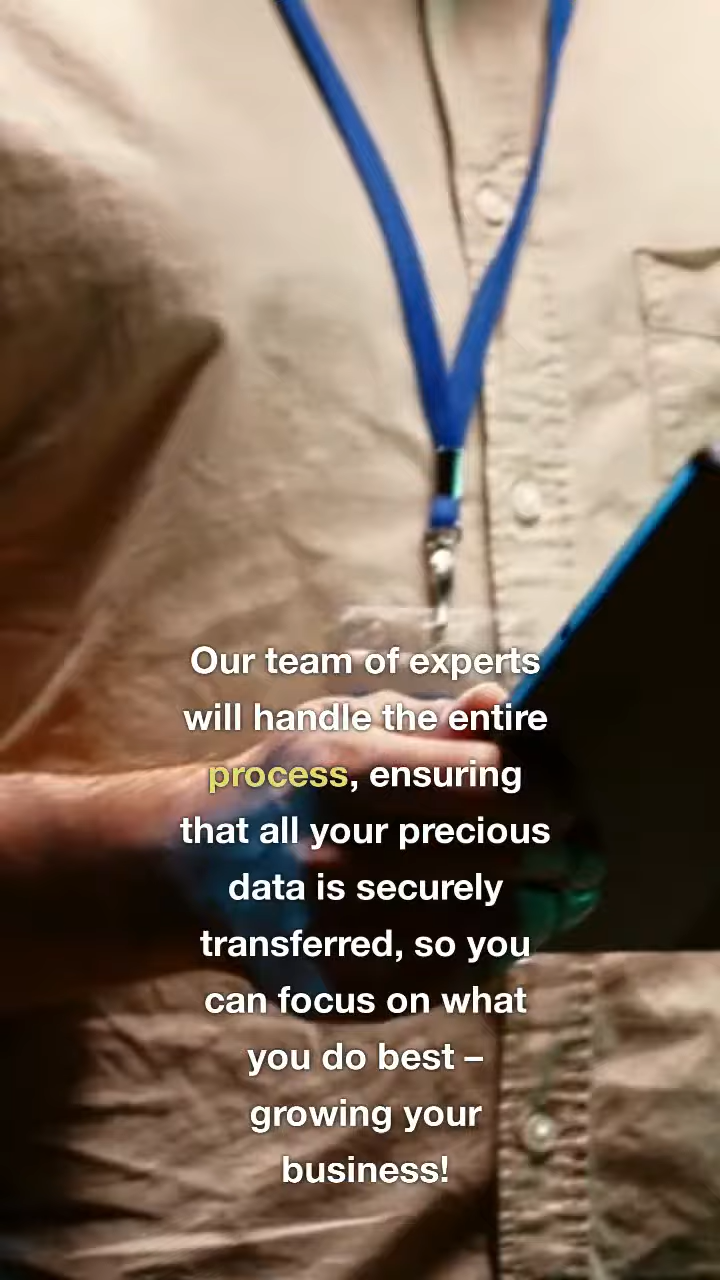 Our team of experts
will handle the entire
process, ensuring
that all your precious
data is securely
transferred, so you
can focus on what
you do best –
growing your
business!